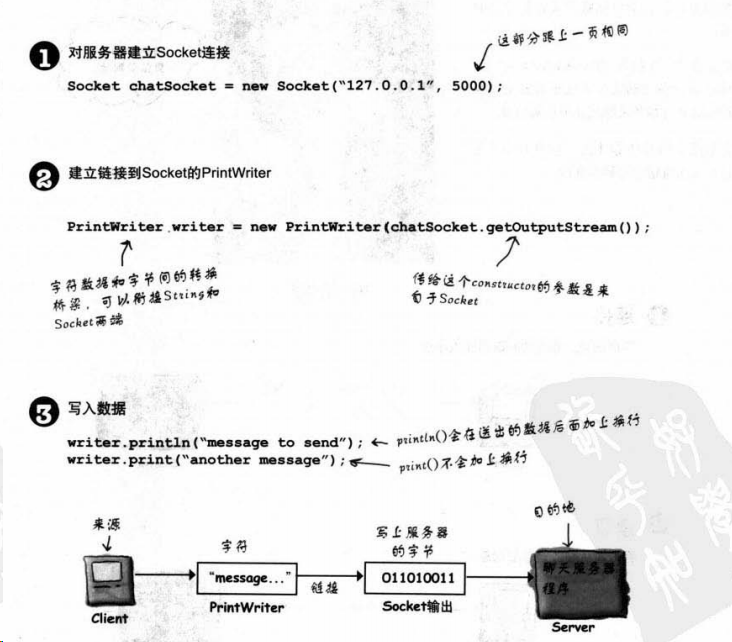 1 对服务器建立Socket连接
这部分跟上一页相同
Socket chatSocket = new Socket(“127.0.0.1”, 5000);
2 建立链接到Socket的PrintWriter
PrintWriter writer = new PrintWriter(chatSocket.getOutputStream());
字符数据和字节间的转换
桥梁，可以衔接String和
Socket两端
传给这个constructor的参数是来
自于Socket
3 写入数据
writer.println(“message to send”);
println()会在送出的数据后面加上换行
writer.print(“another message”);
print()不会加上换行
来源
字符
写上服务器
的字节
目的地
“message...”
链接
011010011
聊天服务器
程序
Client
PrintWriter
Socket输出
Server